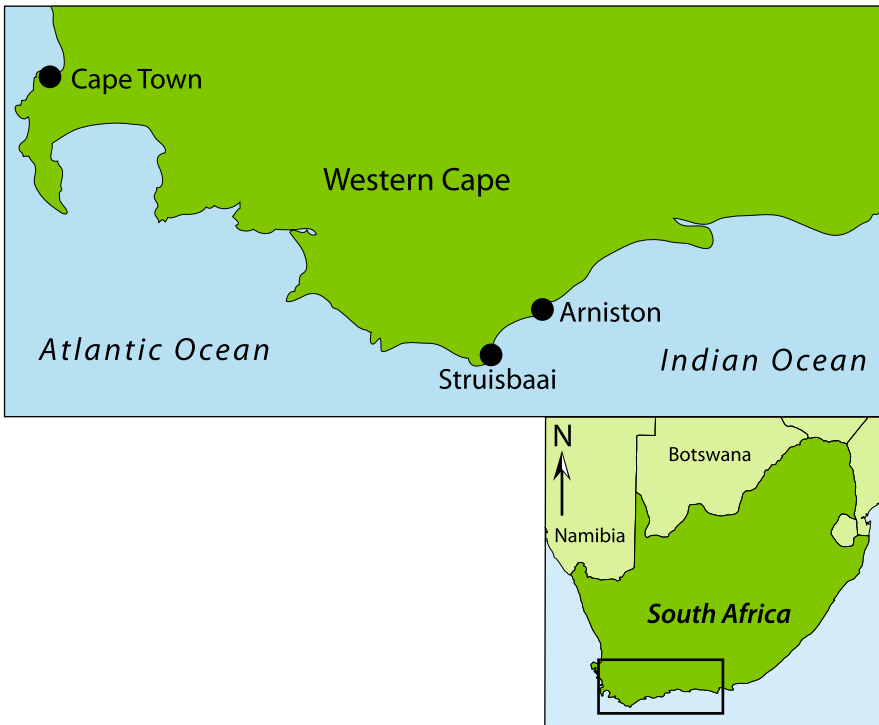 Cape Town
Western Cape
Arniston
Atlantic Ocean
Indian Ocean
Struisbaai
N
Botswana
Namibia
South Africa